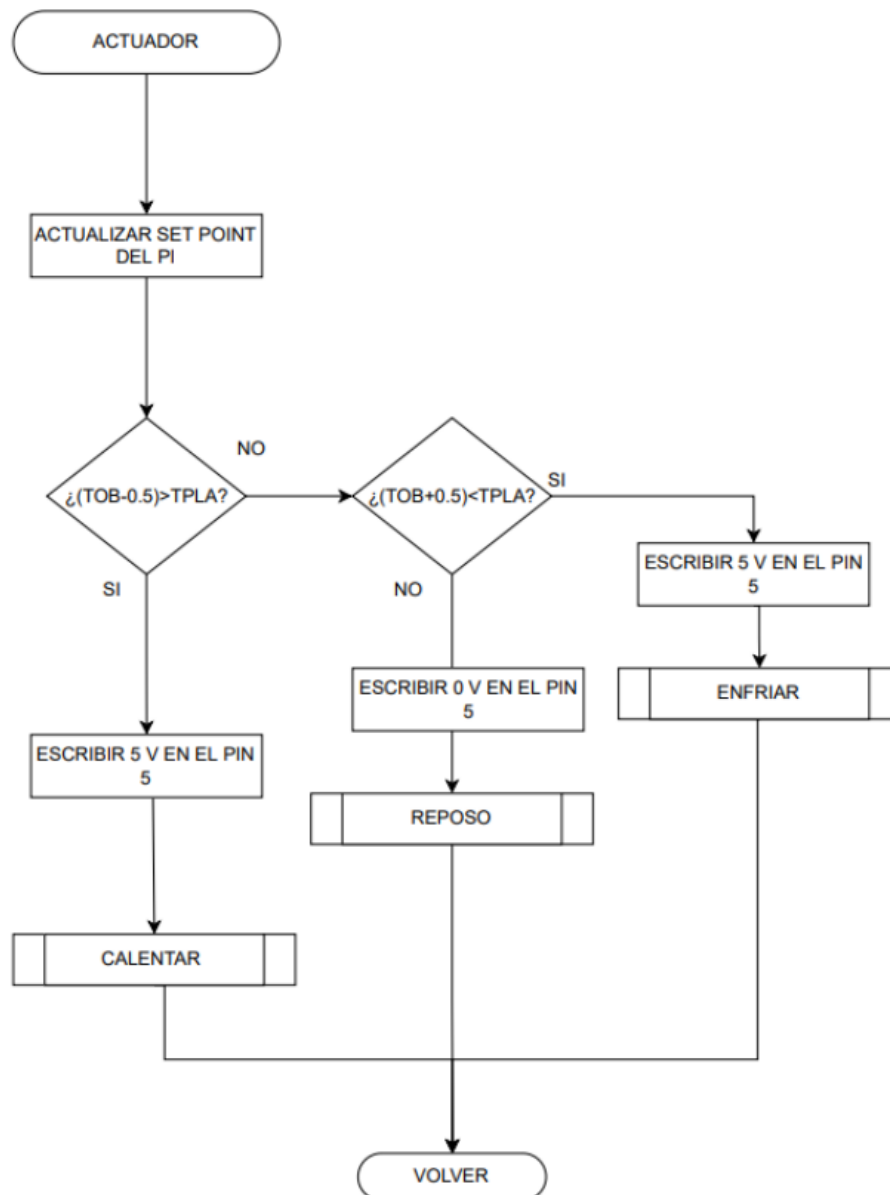 ACTUADOR
ACTUALIZAR SET POINT
DEL PI
¿(TOB-0.5)>TPLA?
NO
¿(TOB+0.5)<TPLA?
SI
SI
NO
ESCRIBIR 5 V EN EL PIN
5
ENFRIAR
ESCRIBIR 0 V EN EL PIN
5
REPOSO
ESCRIBIR 5 V EN EL PIN
5
CALENTAR
VOLVER